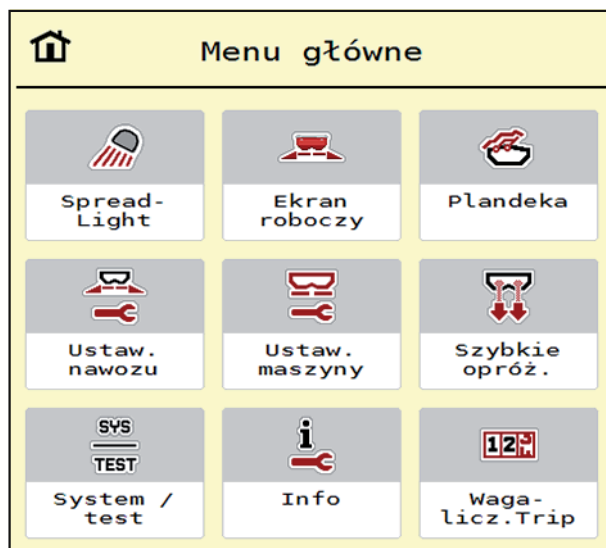 Menu główne
Spread-
Light
Ekran
roboczy
Plandeka
Ustaw.
nawozu
Ustaw.
maszyny
Szybkie
opróż.
SYS
TEST
System /
test
i
Info
12
Waga-
licz.Trip